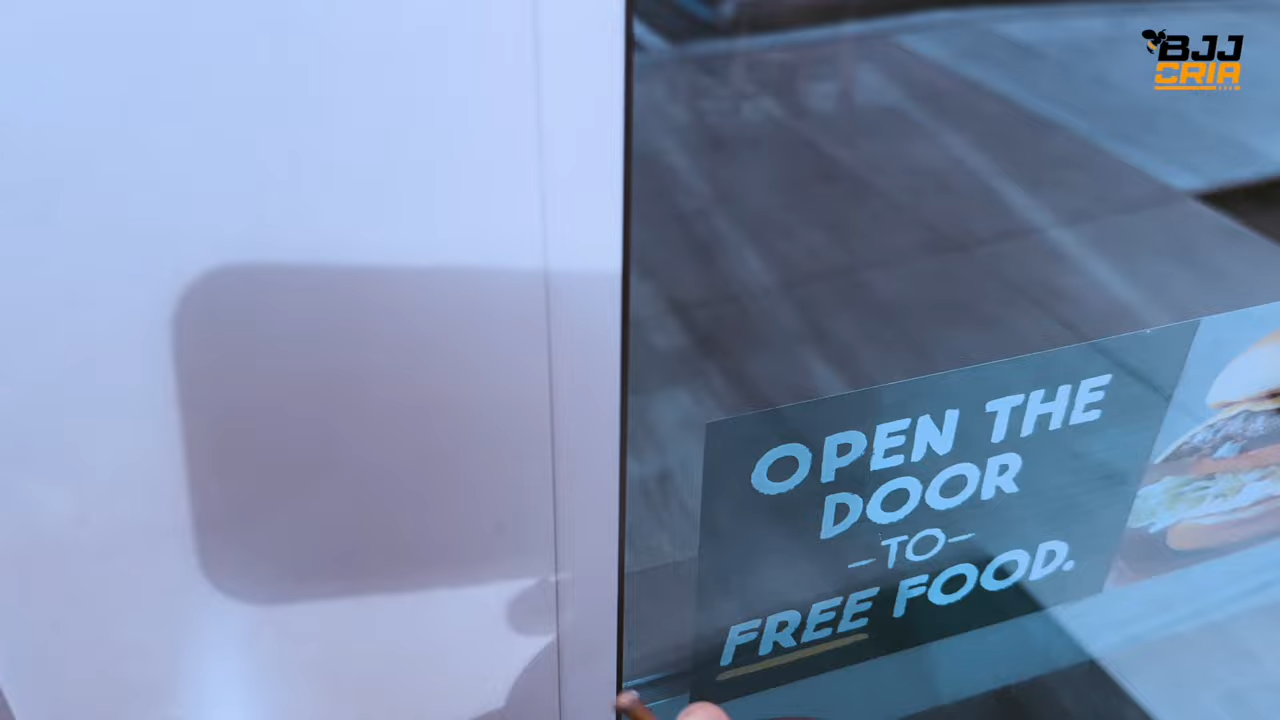 BJJ
CRIA
OPEN THE
DOOR
-TO-
FREE FOOD.